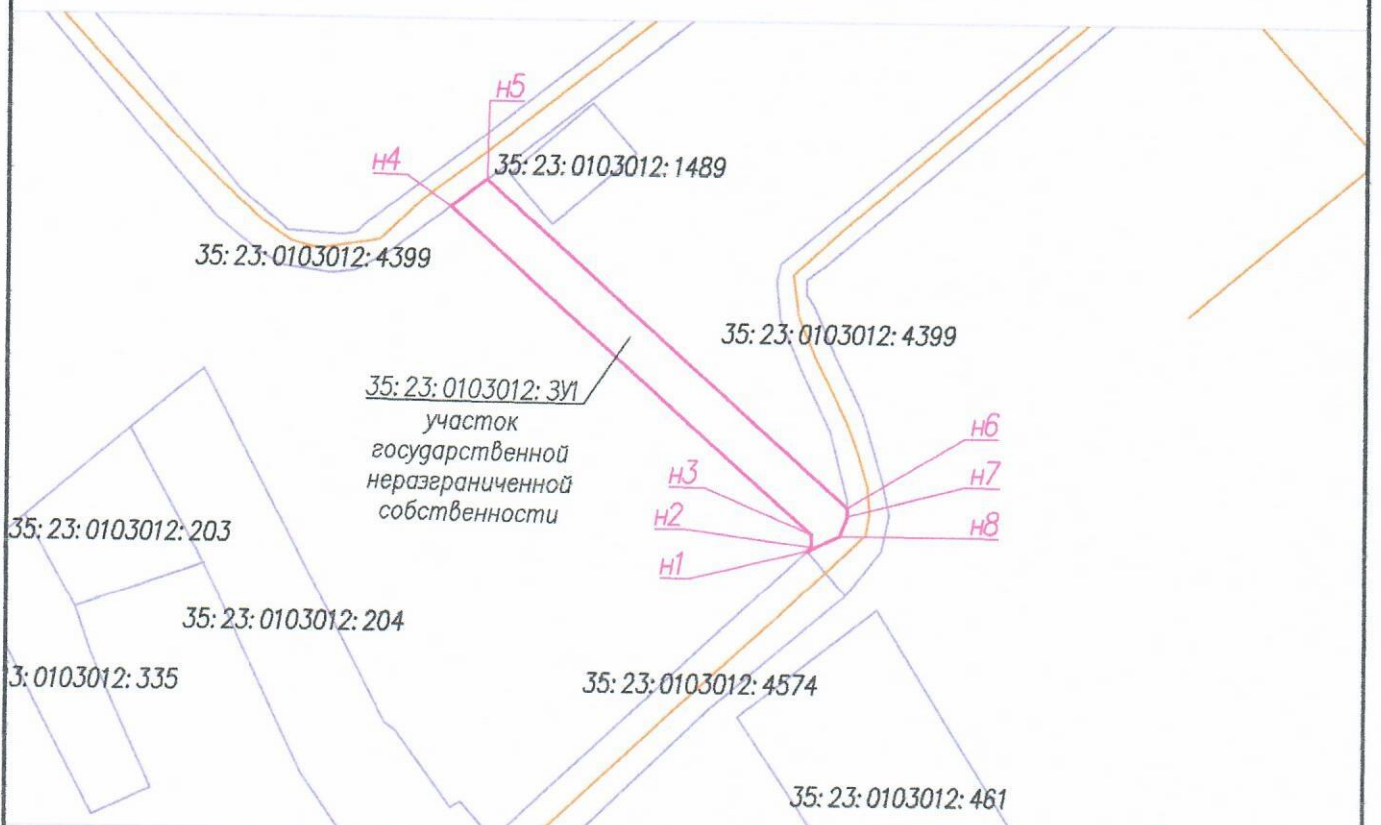 н5
н4
35:23:0103012:1489
35:23:0103012:4399
35:23:0103012:4399
35:23:0103012:ЗУ1
участок
государственной
неразграниченной
собственности
н6
н3
н7
н2
н8
35:23:0103012:203
н1
35:23:0103012:204
3:0103012:335
35:23:0103012:4574
35:23:0103012:461